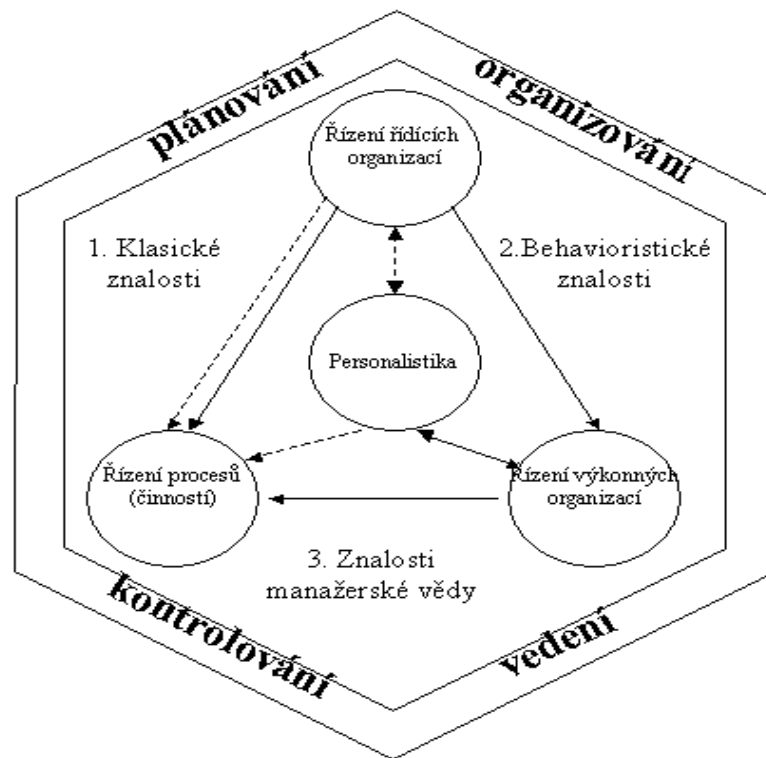 plánování
organizování
Řízení řídících
organizací
1. Klasické
znalosti
2.Behavioristické
znalosti
Personalistika
Řízení procesů
(činností)
Řízení výkonných
organizací
3. Znalosti
manažerské vědy
kontrolování
vedení